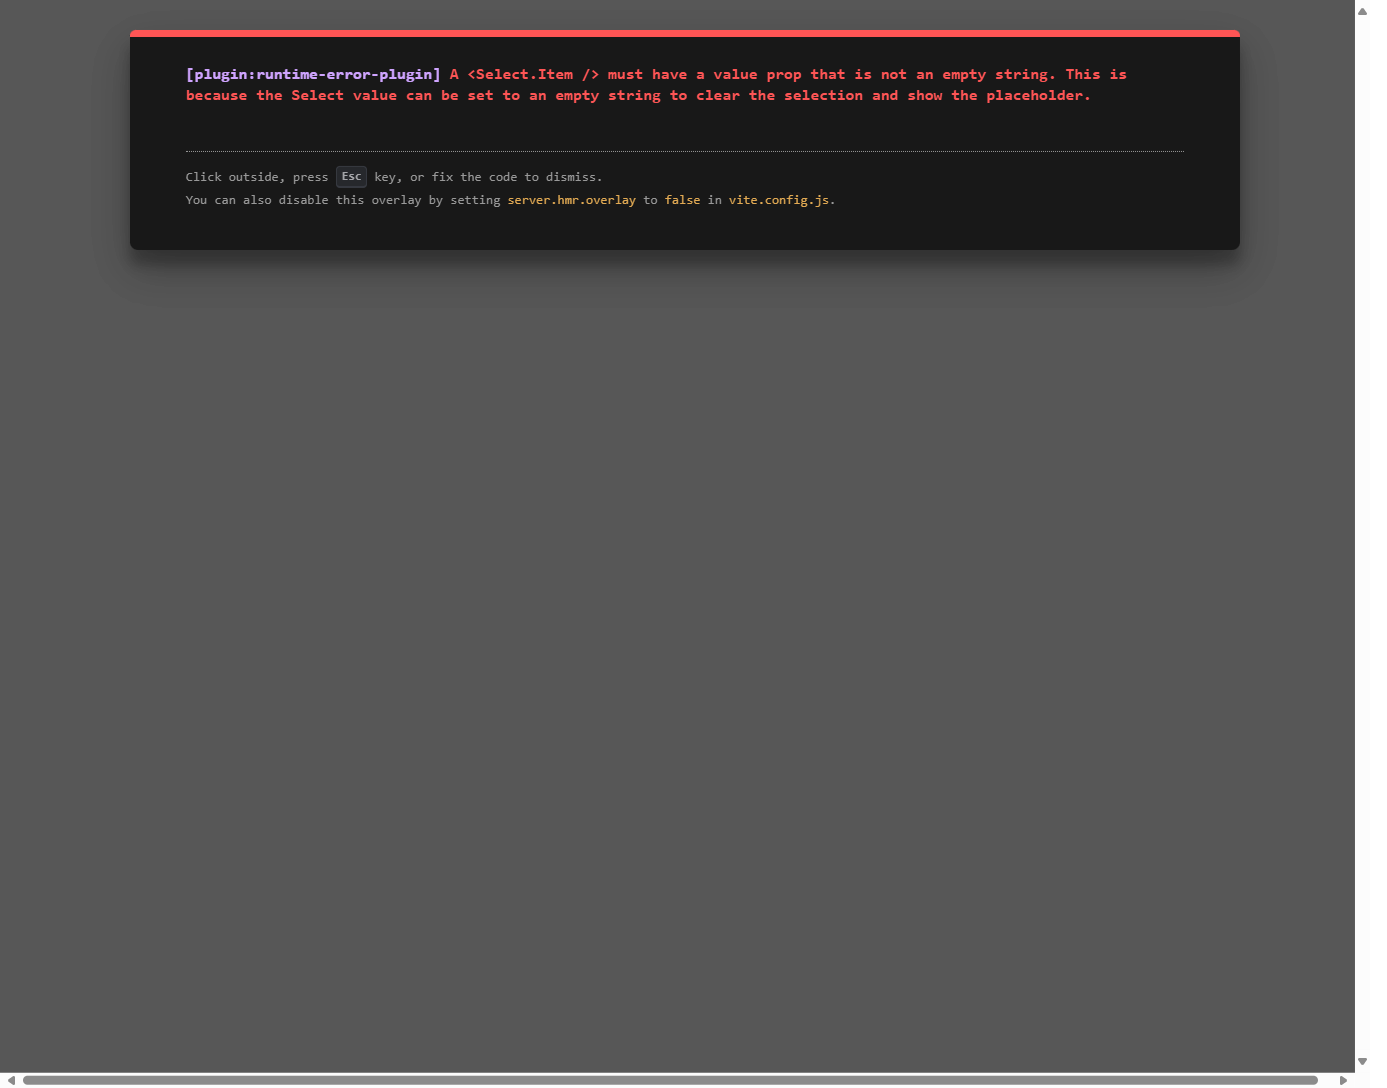 [plugin:runtime-error-plugin] A <Select.Item /> must have a value prop that is not an empty string. This is
because the Select value can be set to an empty string to clear the selection and show the placeholder.
Click outside, press Esc key, or fix the code to dismiss.
You can also disable this overlay by setting server.hmr.overlay to false in vite.config.js.